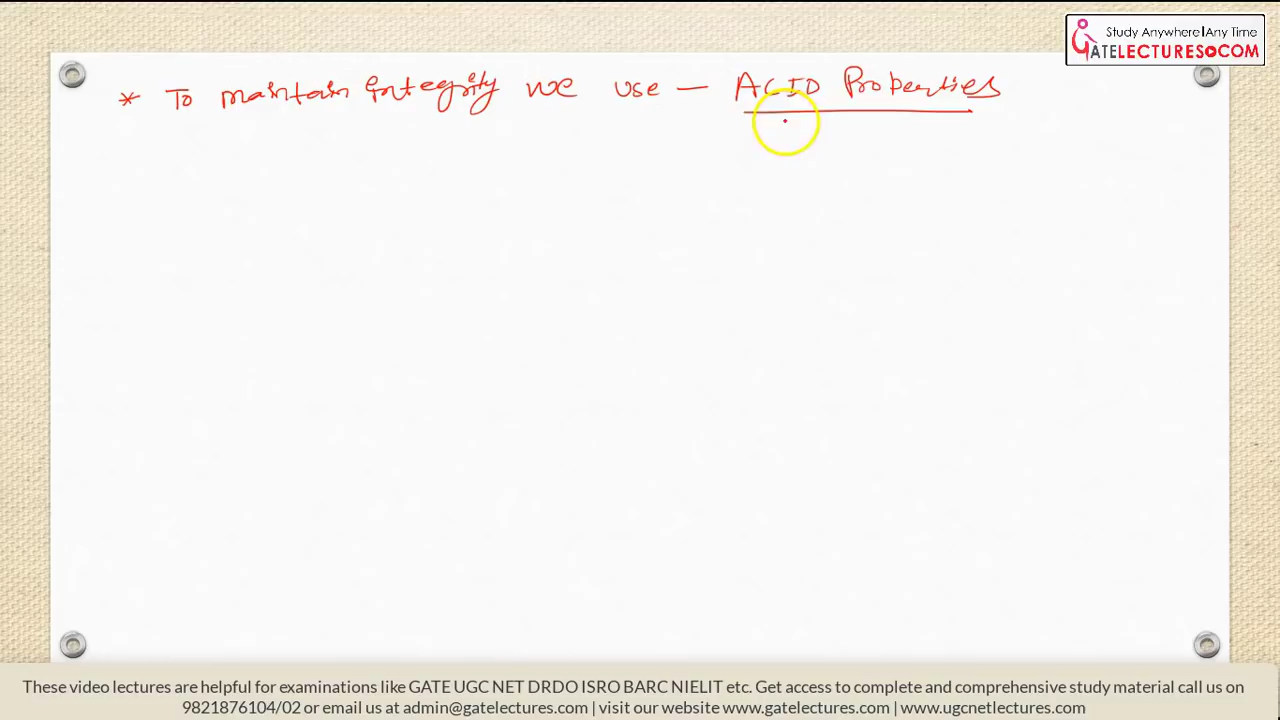 Study Anywhere Any Time
GATELECTURES.COM
* To maintain integrity we use — ACID Properties
These video lectures are helpful for examinations like GATE UGC NET DRDO ISRO BARC NIELIT etc. Get access to complete and comprehensive study material call us on
9821876104/02 or email us at admin@gatelectures.com | visit our website www.gatelectures.com | www.ugcnetlectures.com